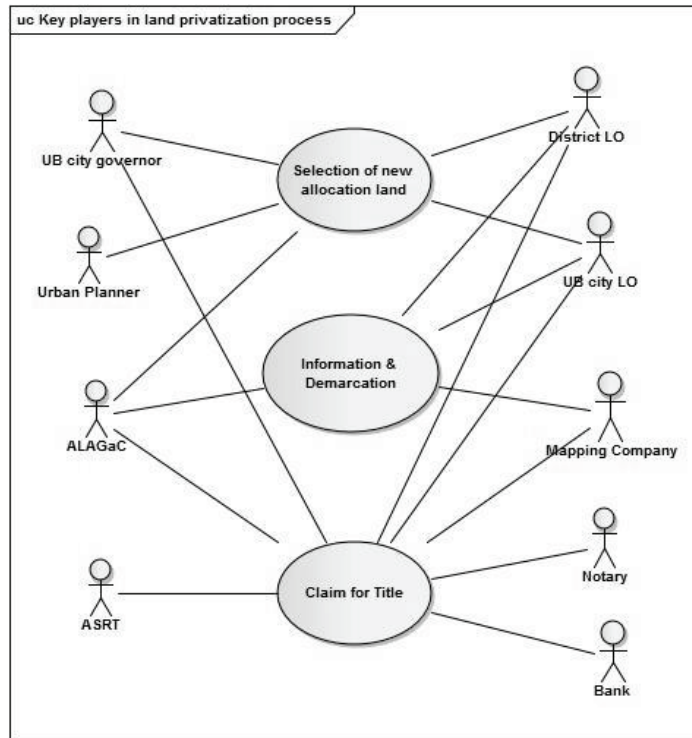 uc Key players in land privatization process
UB city governor
District LO
Selection of new
allocation land
Urban Planner
UB city LO
Information &
Demarcation
ALAGaC
Mapping Company
Claim for Title
ASRT
Notary
Bank